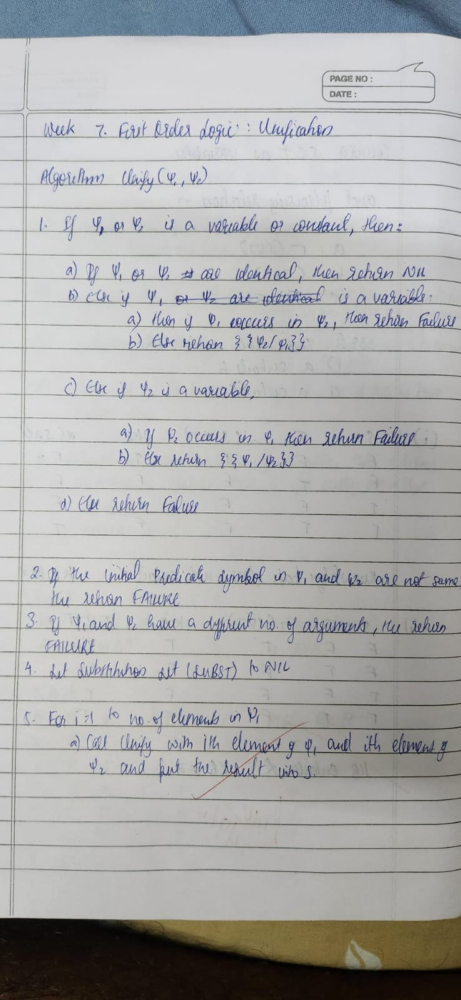 PAGE NO :
DATE :
Week 7. First Order Logic : Unification
Algorithm Unify (Ψ1, Ψ2)
1. If Ψ1 or Ψ2 is a variable or constant, then:
a) If Ψ1 or Ψ2 are identical, then return NIL
b) Else if Ψ1 or Ψ2 are identical is a variable:
a) then if Ψ1 occurs in Ψ2, then return Failure
b) Else return { { Ψ2/ Ψ1}}
c) Else if Ψ2 is a variable,
a) If Ψ2 occurs in Ψ1 then return Failure
b) Else return { { Ψ1 /Ψ2}}
d) Else return Failure
2. If the initial Predicate symbol in Ψ1 and Ψ2 are not same
the return FAILURE
3. If Ψ1 and Ψ2 have a different no. of arguments, the return
FAILURE
4. Set Substitution set (SUBST) to NIL
5. For i=1 to no. of elements in Ψ1
a) Call Unify with ith element of Ψ1 and ith element of
Ψ2 and put the result into S.